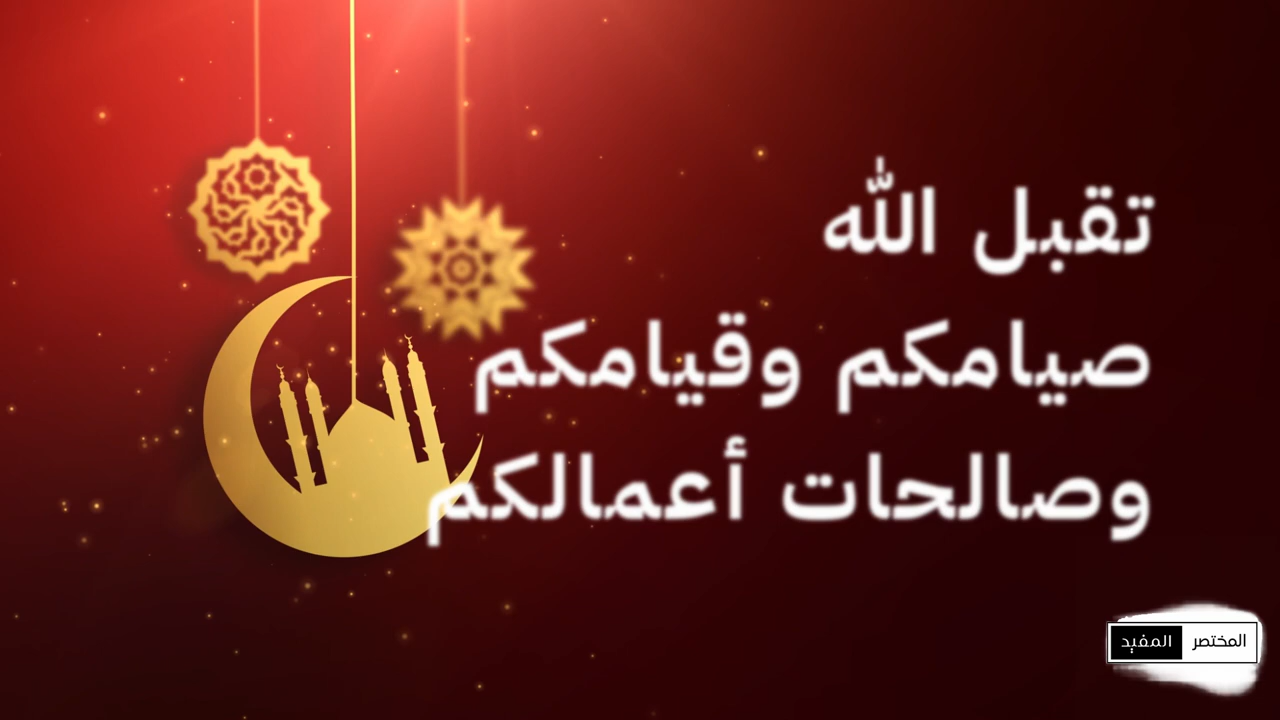 تقبل الله
صيامكم وقيامكم
وصالحات أعمالكم
المختصر المفيد